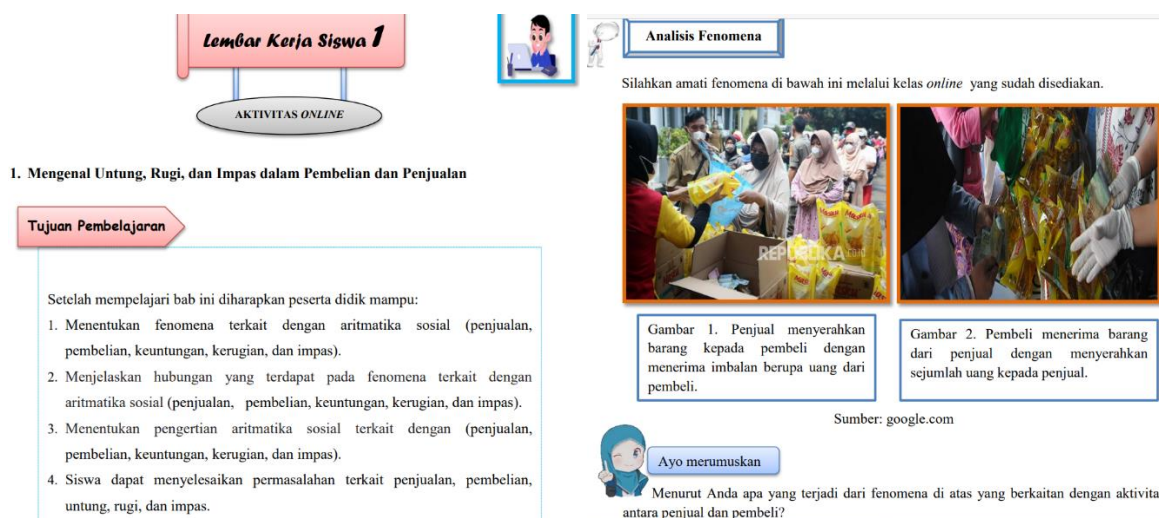 Lembar Kerja Siswa 1
AKTIVITAS ONLINE
1. Mengenal Untung, Rugi, dan Impas dalam Pembelian dan Penjualan
Tujuan Pembelajaran
Setelah mempelajari bab ini diharapkan peserta didik mampu:
1. Menentukan fenomena terkait dengan aritmatika sosial (penjualan,
pembelian, keuntungan, kerugian, dan impas).
2. Menjelaskan hubungan yang terdapat pada fenomena terkait dengan
aritmatika sosial (penjualan, pembelian, keuntungan, kerugian, dan impas).
3. Menentukan pengertian aritmatika sosial terkait dengan (penjualan,
pembelian, keuntungan, kerugian, dan impas).
4. Siswa dapat menyelesaikan permasalahan terkait penjualan, pembelian,
untung, rugi, dan impas.
Analisis Fenomena
Silahkan amati fenomena di bawah ini melalui kelas online yang sudah disediakan.
REPUBLIKA
Gambar 1. Penjual menyerahkan
barang kepada pembeli dengan
menerima imbalan berupa uang dari
pembeli.
Gambar 2. Pembeli menerima barang
dari penjual dengan menyerahkan
sejumlah uang kepada penjual.
Sumber: google.com
Ayo merumuskan
Menurut Anda apa yang terjadi dari fenomena di atas yang berkaitan dengan aktivita
antara penjual dan pembeli?